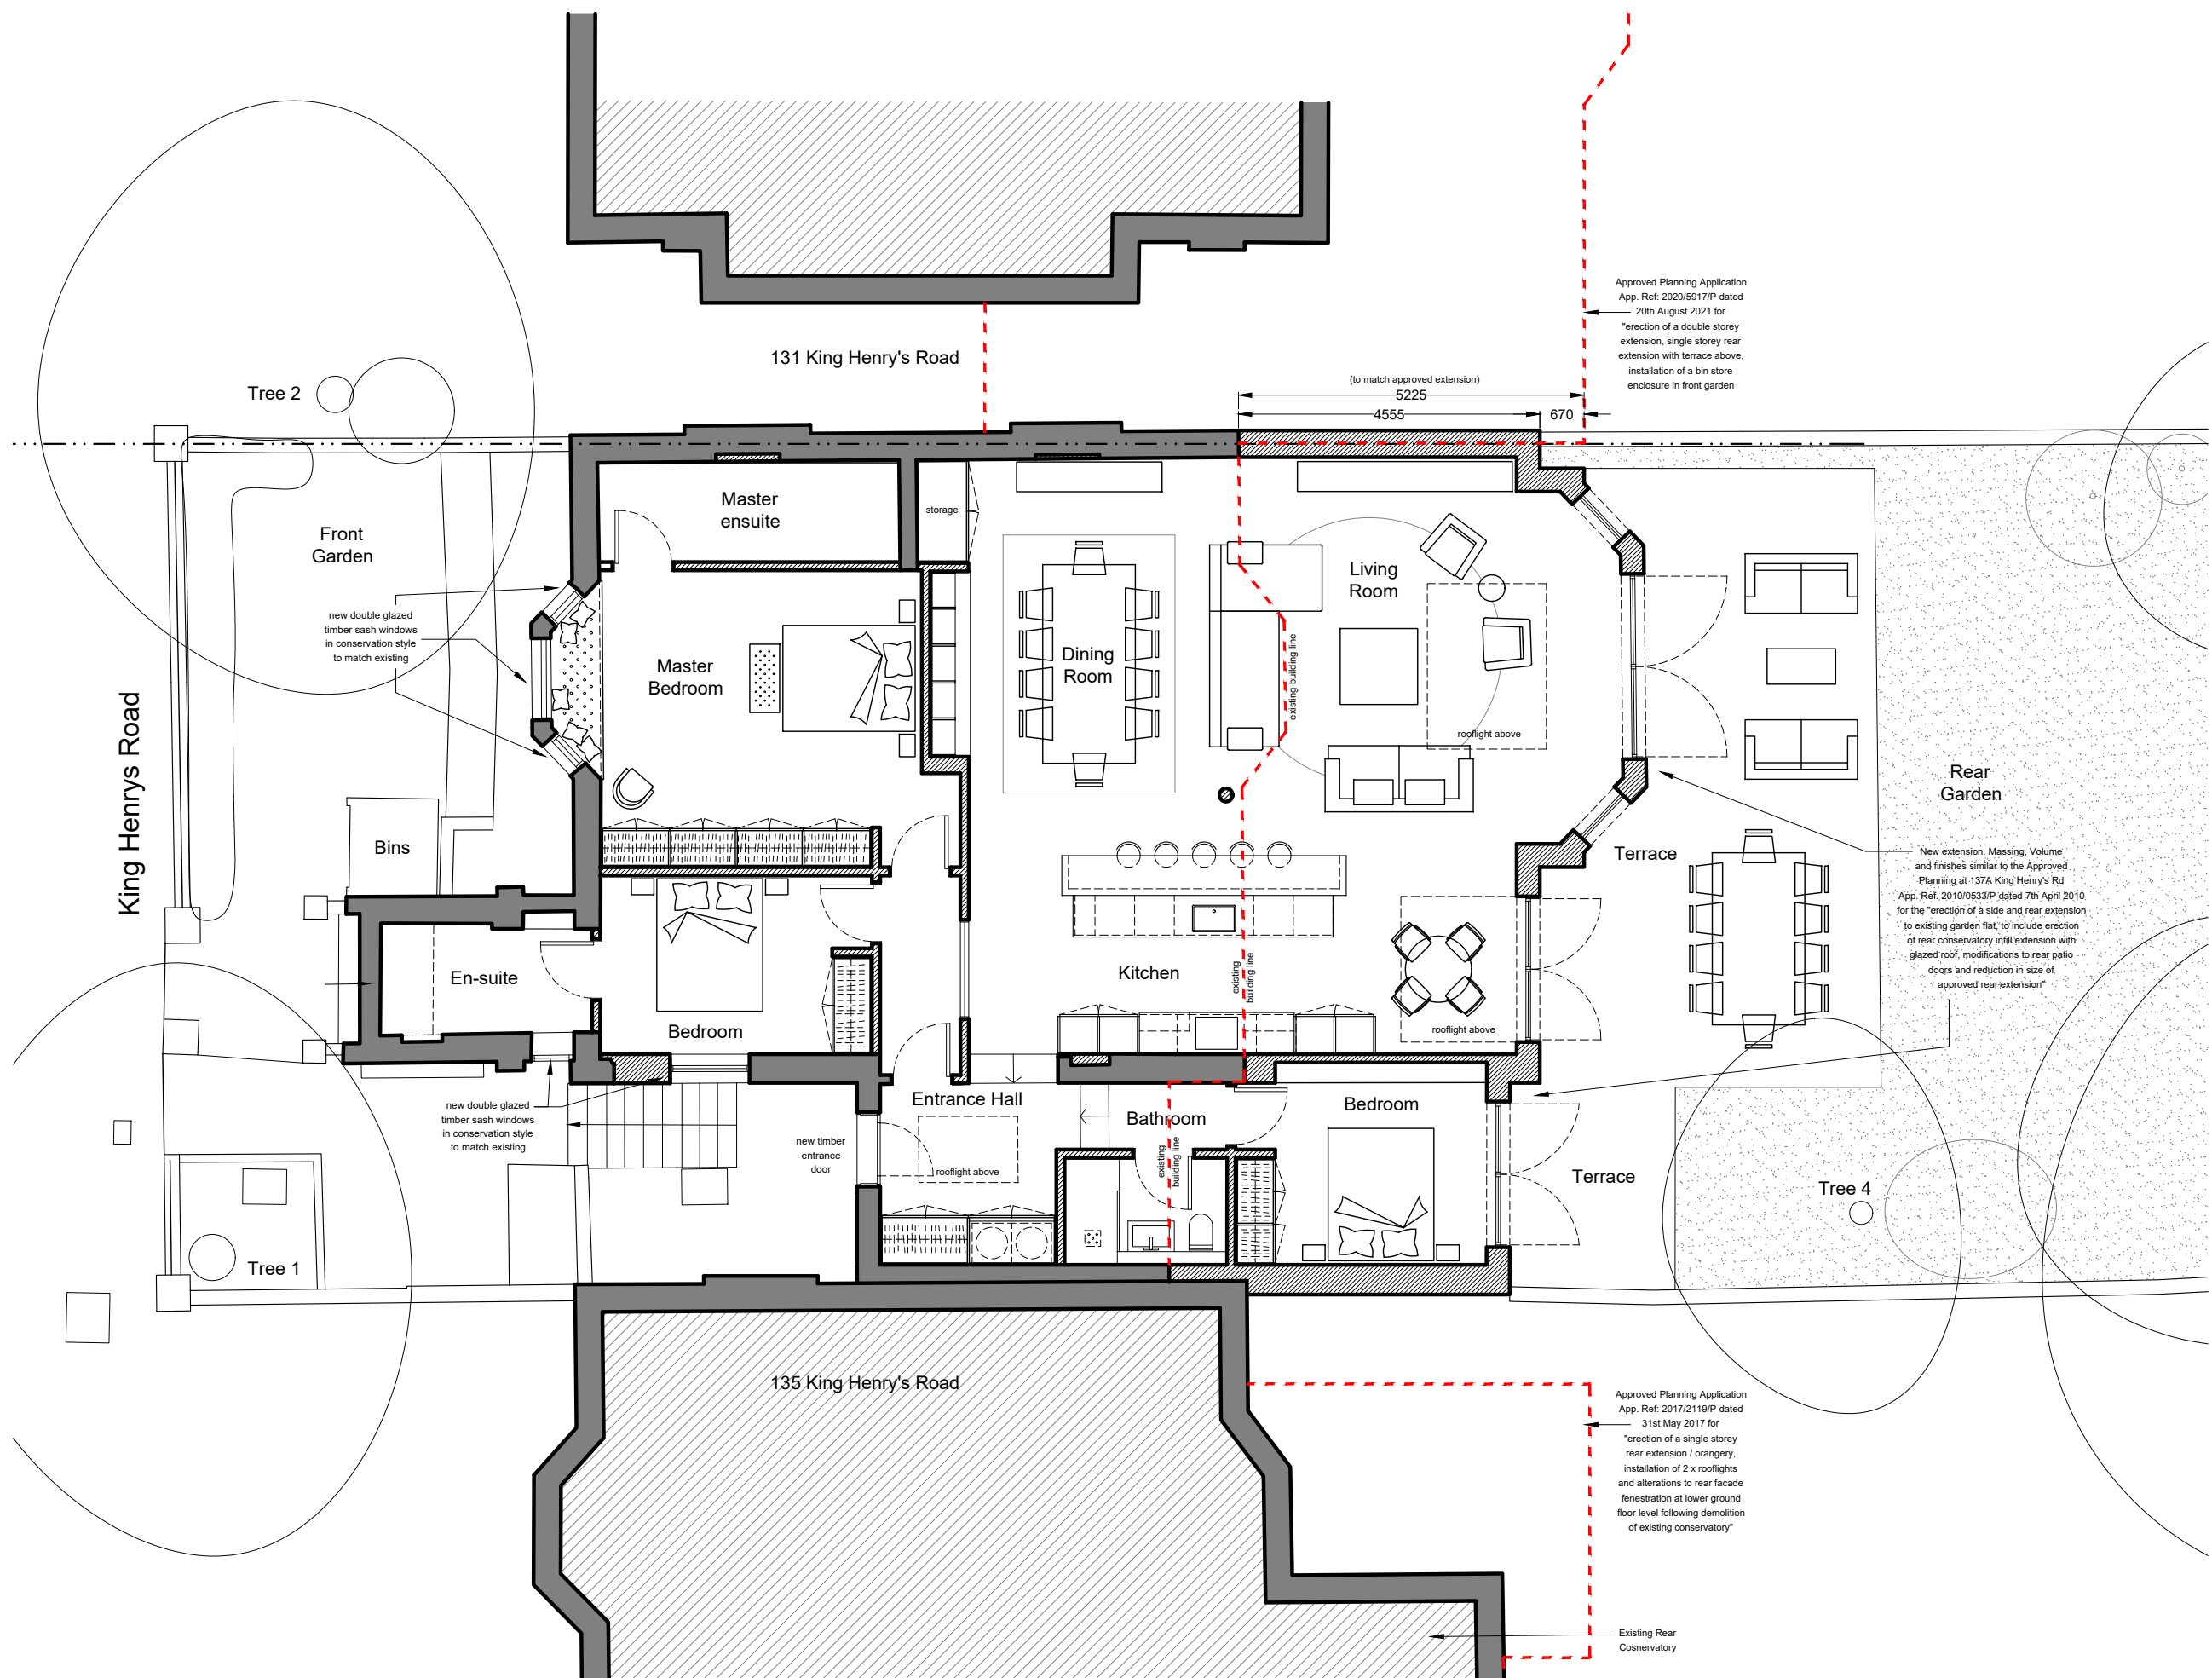 Approved Planning Application
App. Ref: 2020/5917/P dated
20th August 2021 for
"erection of a double storey
extension, single storey rear
extension with terrace above,
installation of a bin store
enclosure in front garden
131 King Henry's Road
(to match approved extension)
5225
4555
670
Tree 2
Master
ensuite
storage
Front
Garden
Living
Room
new double glazed
timber sash windows
in conservation style
to match existing
Master
Bedroom
Dining
Room
existing building line
rooflight above
Rear
Garden
King Henrys Road
Bins
Terrace
New extension. Massing, Volume
and finishes similar to the Approved
Planning at 137A King Henry's Rd
App. Ref. 2010/0533/P dated 7th April 2010
for the "erection of a side and rear extension
to existing garden flat, to include erection
of rear conservatory infill extension with
glazed roof, modifications to rear patio
doors and reduction in size of
approved rear extension"
En-suite
Kitchen
existing
building line
Bedroom
rooflight above
Entrance Hall
Bathroom
Bedroom
new double glazed
timber sash windows
in conservation style
to match existing
new timber
entrance
door
existing
building line
rooflight above
Terrace
Tree 4
Tree 1
135 King Henry's Road
Approved Planning Application
App. Ref: 2017/2119/P dated
31st May 2017 for
"erection of a single storey
rear extension / orangery,
installation of 2 x rooflights
and alterations to rear facade
fenestration at lower ground
floor level following demolition
of existing conservatory"
Existing Rear
Cosnervatory